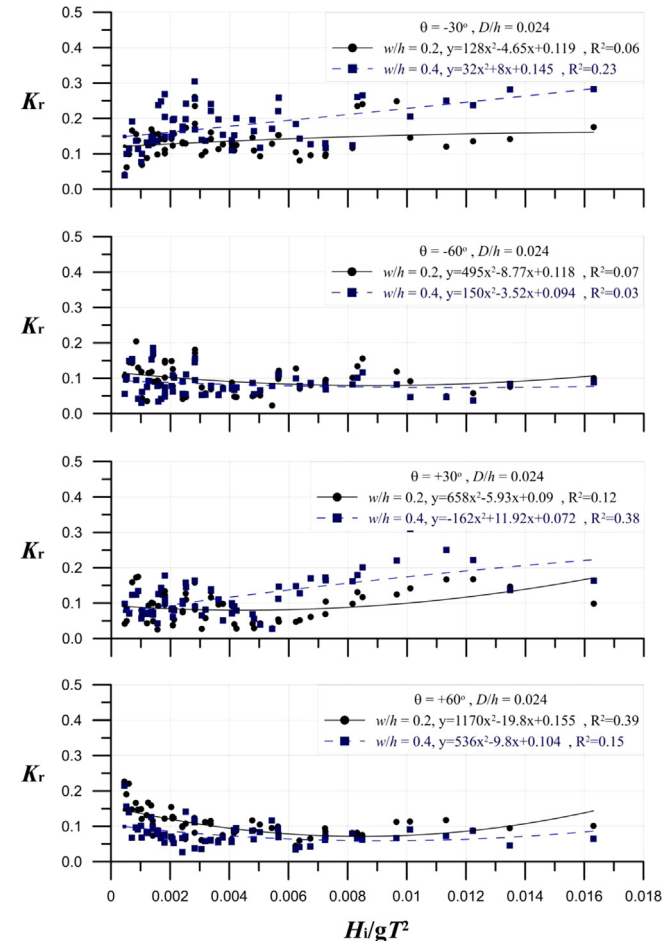 0.5
θ = -30° , D/h = 0.024
w/h = 0.2, y=128x²-4.65x+0.119 , R²=0.06
w/h = 0.4, y=32x²+8x+0.145 , R²=0.23
0.4
0.3
Kr
0.2
0.1
0.0
0.5
θ = -60° , D/h = 0.024
w/h = 0.2, y=495x²-8.77x+0.118 , R²=0.07
w/h = 0.4, y=150x²-3.52x+0.094 , R²=0.03
0.4
0.3
Kr
0.2
0.1
0.0
0.5
θ = +30° , D/h = 0.024
w/h = 0.2, y=658x²-5.93x+0.09 , R²=0.12
w/h = 0.4, y=-162x²+11.92x+0.072 , R²=0.38
0.4
0.3
Kr
0.2
0.1
0.0
0.5
θ = +60° , D/h = 0.024
w/h = 0.2, y=1170x²-19.8x+0.155 , R²=0.39
w/h = 0.4, y=536x²-9.8x+0.104 , R²=0.15
0.4
0.3
Kr
0.2
0.1
0.0
0 0.002 0.004 0.006 0.008 0.01 0.012 0.014 0.016 0.018
Hi/gT²